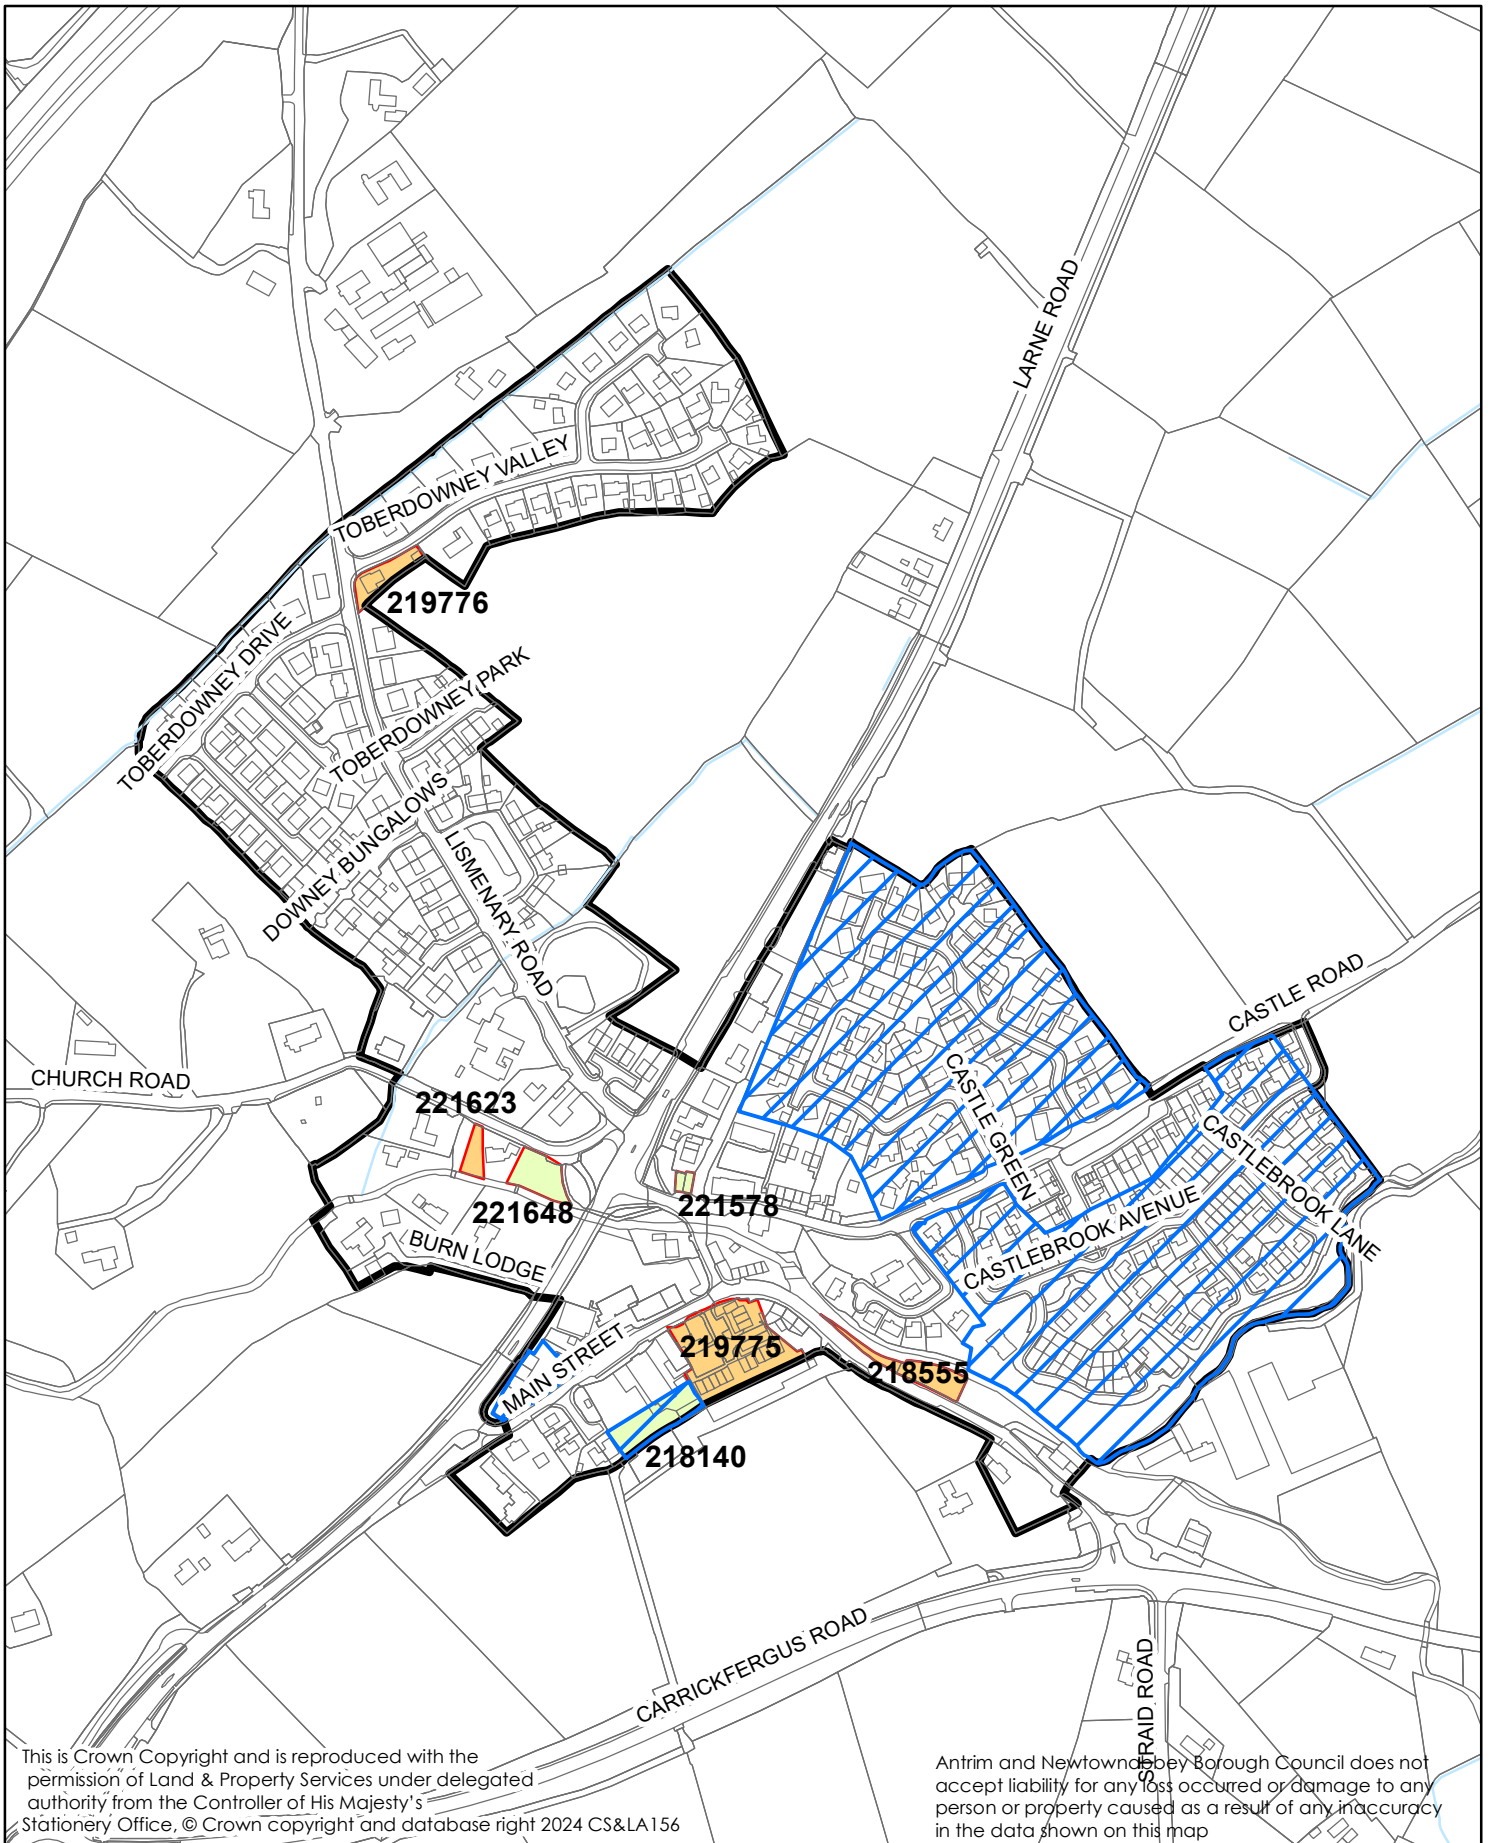 LARNE ROAD
TOBERDOWNEY VALLEY
219776
TOBERDOWNEY DRIVE
TOBERDOWNEY PARK
DOWNEY BUNGALOWS
LISMENARY ROAD
CASTLE ROAD
CHURCH ROAD
221623
CASTLE GREEN
CASTLEBROOK LANE
221648
221578
CASTLEBROOK AVENUE
BURN LODGE
MAIN STREET
219775
218555
218140
CARRICKFERGUS ROAD
STRAID ROAD
This is Crown Copyright and is reproduced with the
permission of Land & Property Services under delegated
authority from the Controller of His Majesty's
Stationery Office, © Crown copyright and database right 2024 CS&LA156
Antrim and Newtownabbey Borough Council does not
accept liability for any loss occurred or damage to any
person or property caused as a result of any inaccuracy
in the data shown on this map